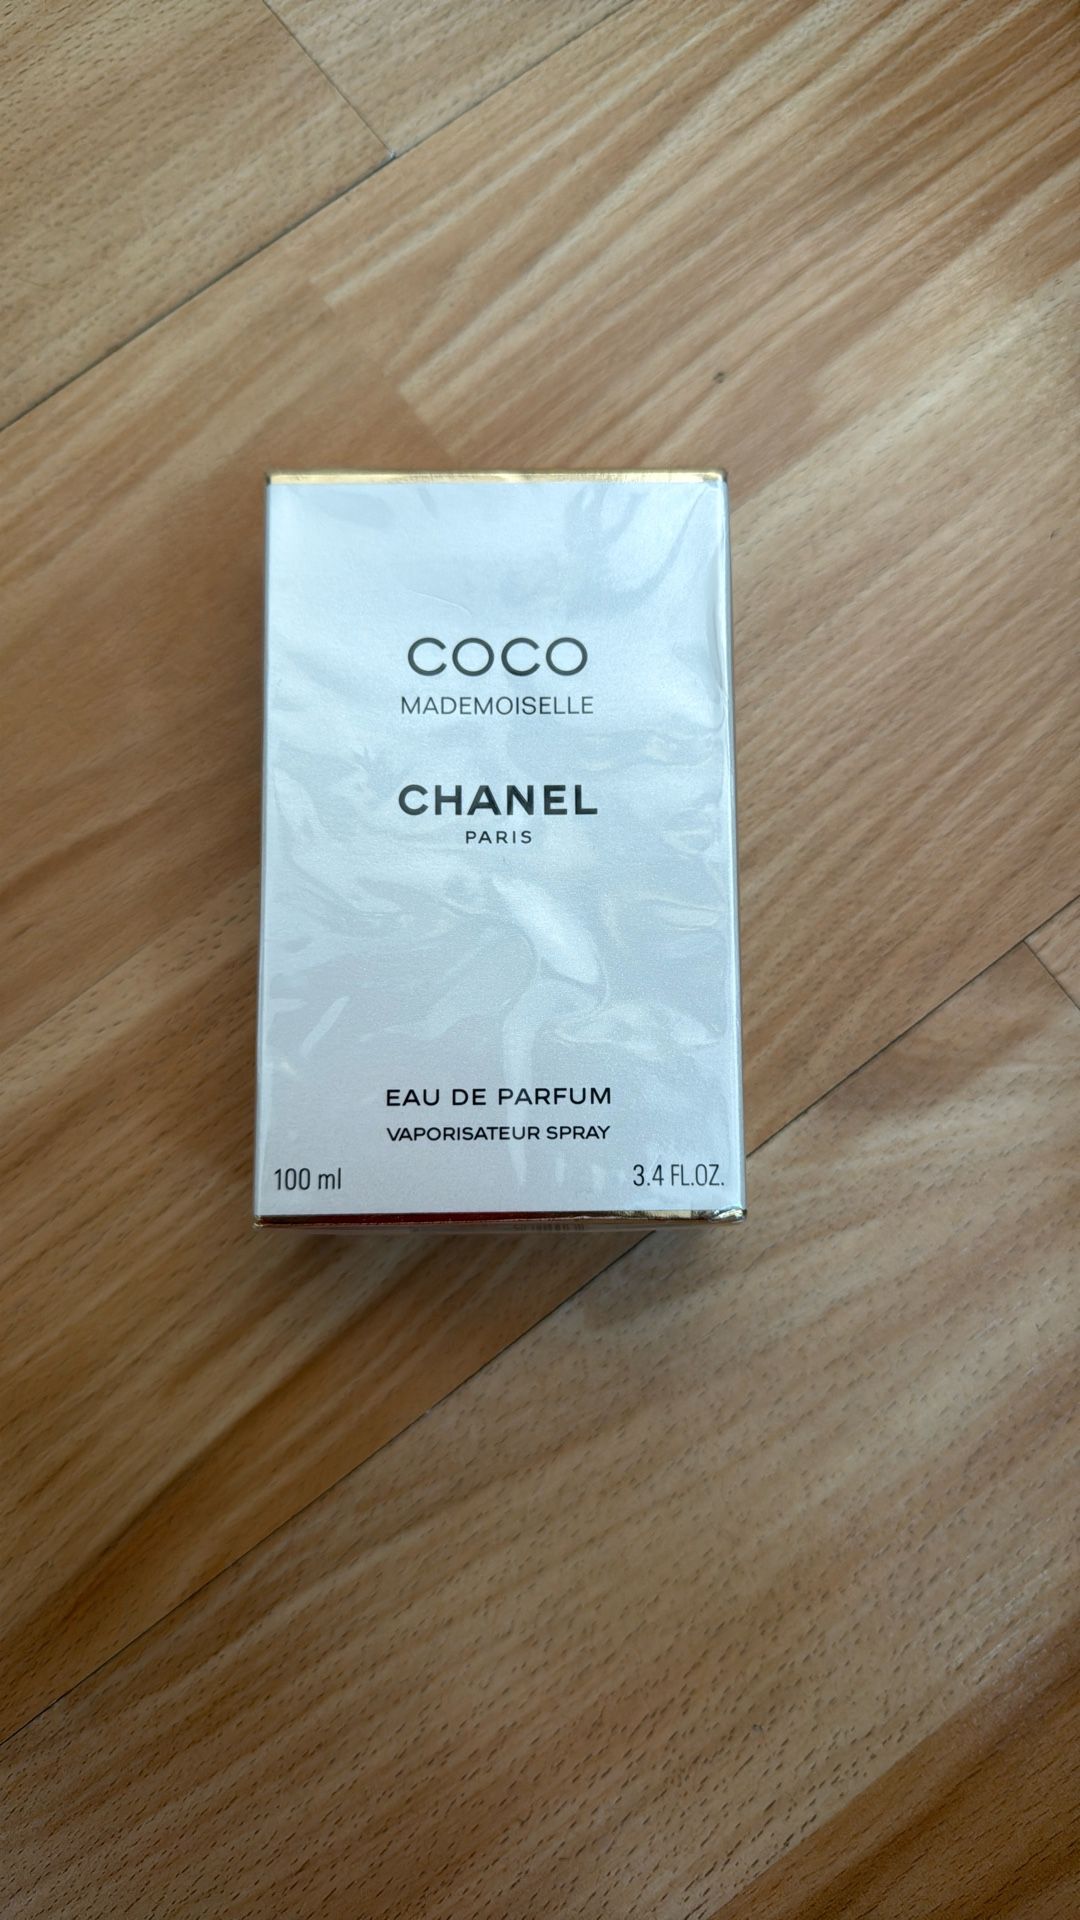 COCO
MADEMOISELLE
CHANEL
PARIS
EAU DE PARFUM
VAPORISATEUR SPRAY
100 ml 3.4 FL.OZ.